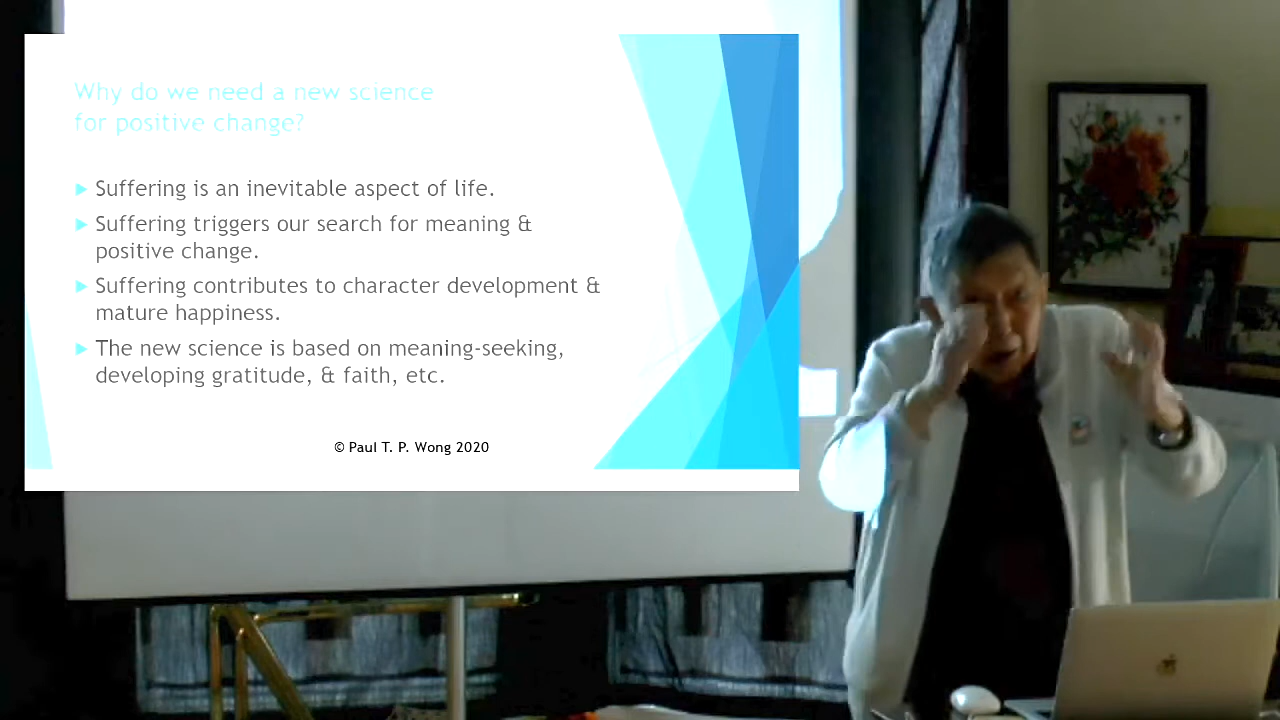 Why do we need a new science
for positive change?
Suffering is an inevitable aspect of life.
Suffering triggers our search for meaning &
positive change.
Suffering contributes to character development &
mature happiness.
The new science is based on meaning-seeking,
developing gratitude, & faith, etc.
© Paul T. P. Wong 2020